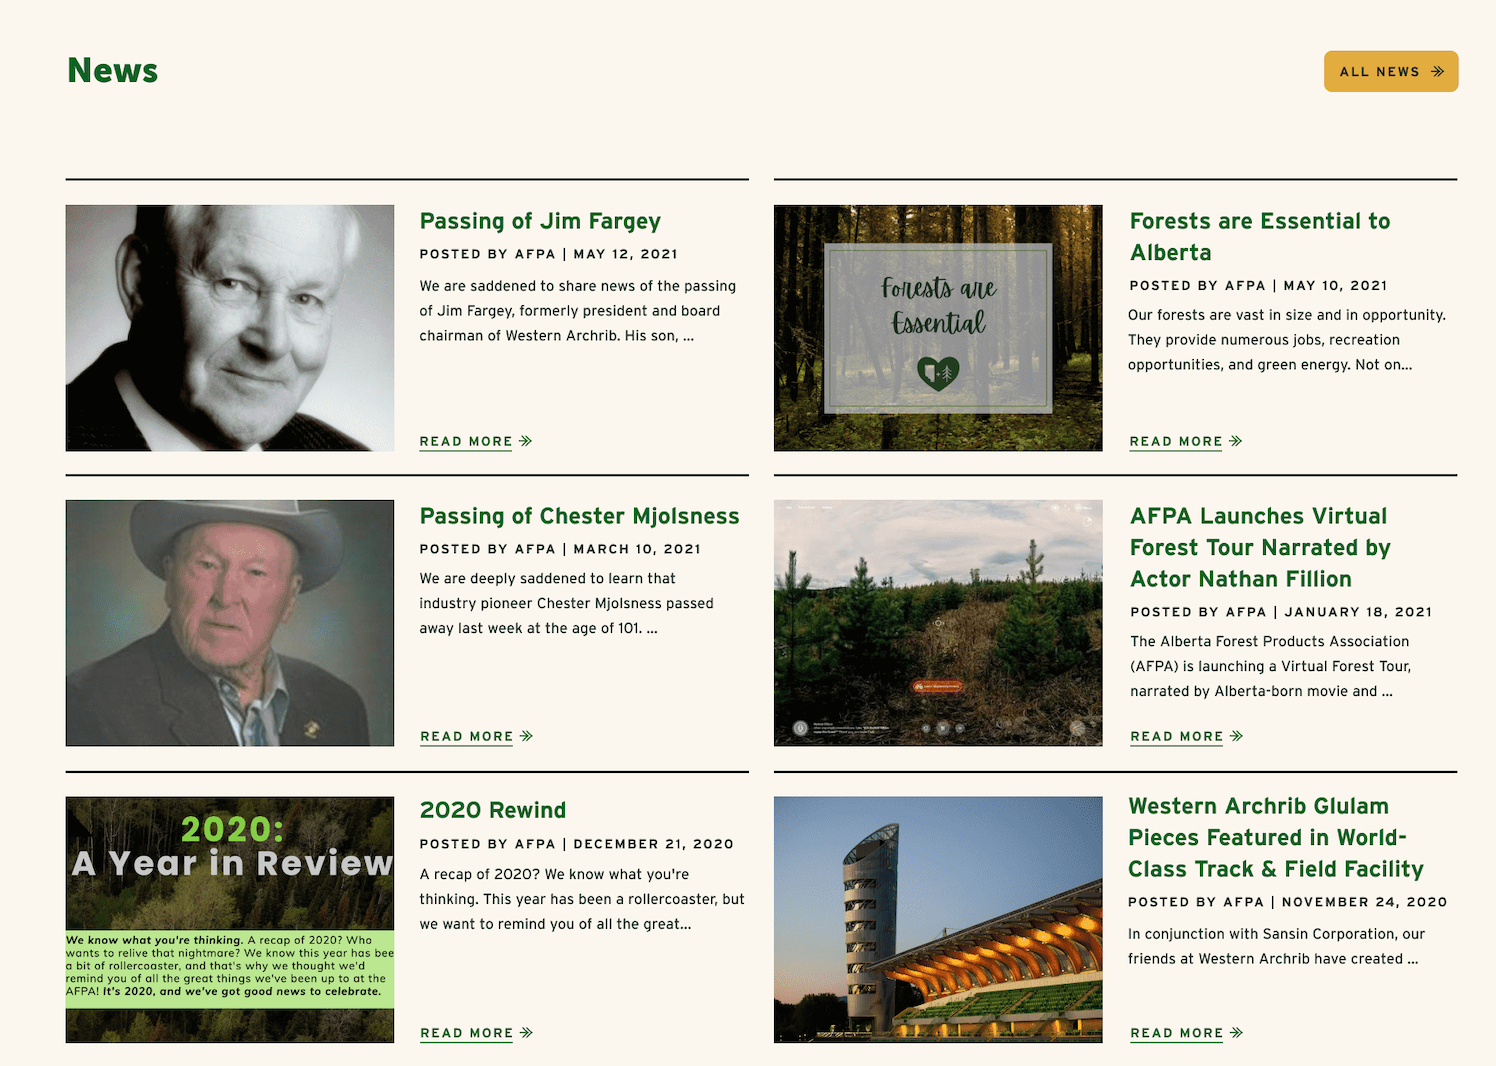 News
ALL NEWS
Passing of Jim Fargey
POSTED BY AFPA | MAY 12, 2021
We are saddened to share news of the passing
of Jim Fargey, formerly president and board
chairman of Western Archrib. His son, ...
READ MORE
Forests are
Essential
Forests are Essential to
Alberta
POSTED BY AFPA | MAY 10, 2021
Our forests are vast in size and in opportunity.
They provide numerous jobs, recreation
opportunities, and green energy. Not on...
READ MORE
Passing of Chester Mjolsness
POSTED BY AFPA | MARCH 10, 2021
We are deeply saddened to learn that
industry pioneer Chester Mjolsness passed
away last week at the age of 101. ...
READ MORE
AFPA Launches Virtual
Forest Tour Narrated by
Actor Nathan Fillion
POSTED BY AFPA | JANUARY 18, 2021
The Alberta Forest Products Association
(AFPA) is launching a Virtual Forest Tour,
narrated by Alberta-born movie and ...
READ MORE
2020:
A Year in Review
We know what you're thinking. A recap of 2020? Who
wants to relive that nightmare? We know this year has bee
a bit of rollercoaster, and that's why we thought we'd
remind you of all the great things we've been up to at the
AFPA! It's 2020, and we've got good news to celebrate.
2020 Rewind
POSTED BY AFPA | DECEMBER 21, 2020
A recap of 2020? We know what you're
thinking. This year has been a rollercoaster, but
we want to remind you of all the great...
READ MORE
Western Archrib Glulam
Pieces Featured in World-
Class Track & Field Facility
POSTED BY AFPA | NOVEMBER 24, 2020
In conjunction with Sansin Corporation, our
friends at Western Archrib have created ...
READ MORE